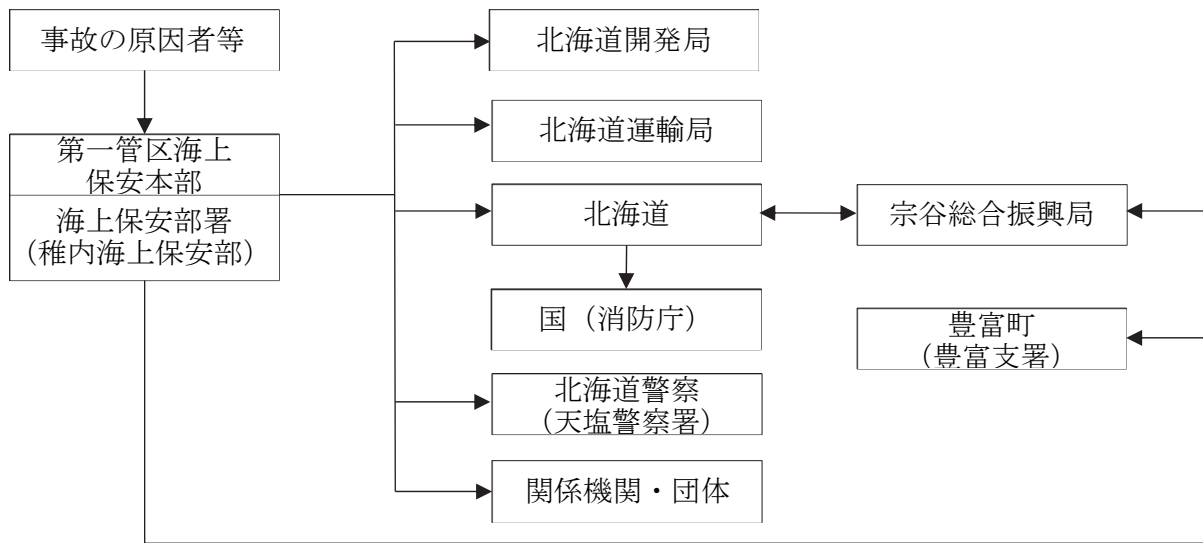 事故の原因者等
第一管区海上
保安本部
海上保安部署
（稚内海上保安部）
北海道開発局
北海道運輸局
北海道
宗谷総合振興局
国（消防庁）
豊富町
（豊富支署）
北海道警察
（天塩警察署）
関係機関・団体